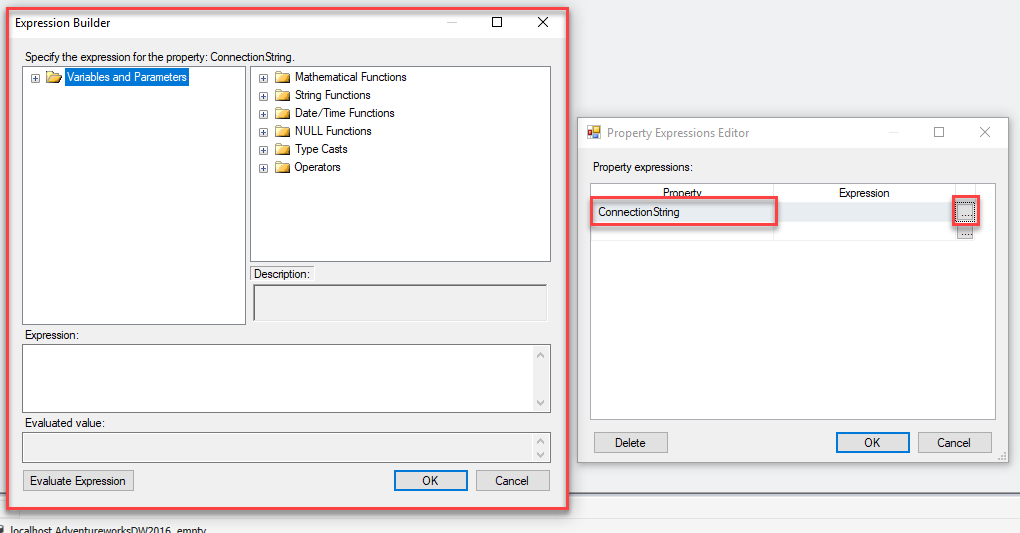 Expression Builder
Specify the expression for the property: ConnectionString.
Variables and Parameters
Mathematical Functions
String Functions
Date/Time Functions
NULL Functions
Type Casts
Operators
Description:
Expression:
Evaluated value:
Evaluate Expression
OK
Cancel
Property Expressions Editor
Property expressions:
Property
Expression
ConnectionString
...
...
Delete
OK
Cancel
localhost.AdventureworksDW2016_empty